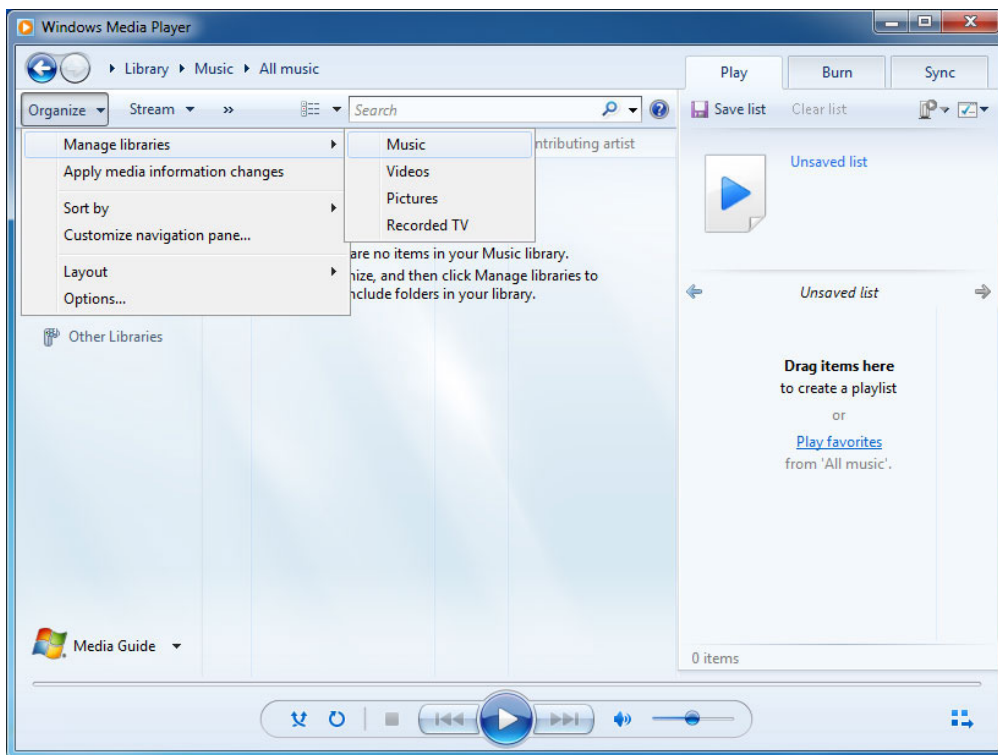 Windows Media Player
Library Music All music
Play Burn Sync
Organize Stream » Search
Save list Clear list
Manage libraries
Apply media information changes
Sort by
Customize navigation pane...
Layout
Options...
Music
Videos
Pictures
Recorded TV
ntributing artist
are no items in your Music library.
nize, and then click Manage libraries to
nclude folders in your library.
Other Libraries
Unsaved list
Unsaved list
Drag items here
to create a playlist
or
Play favorites
from 'All music'.
Media Guide
0 items